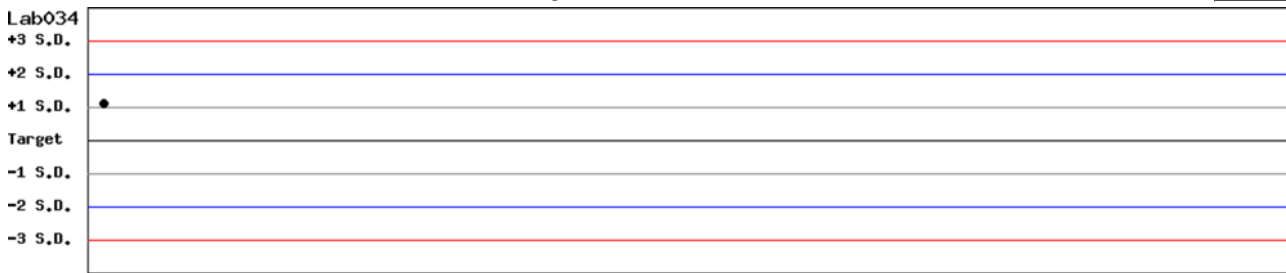 Lab034
+3 S.D.
+2 S.D.
+1 S.D.
Target
-1 S.D.
-2 S.D.
-3 S.D.